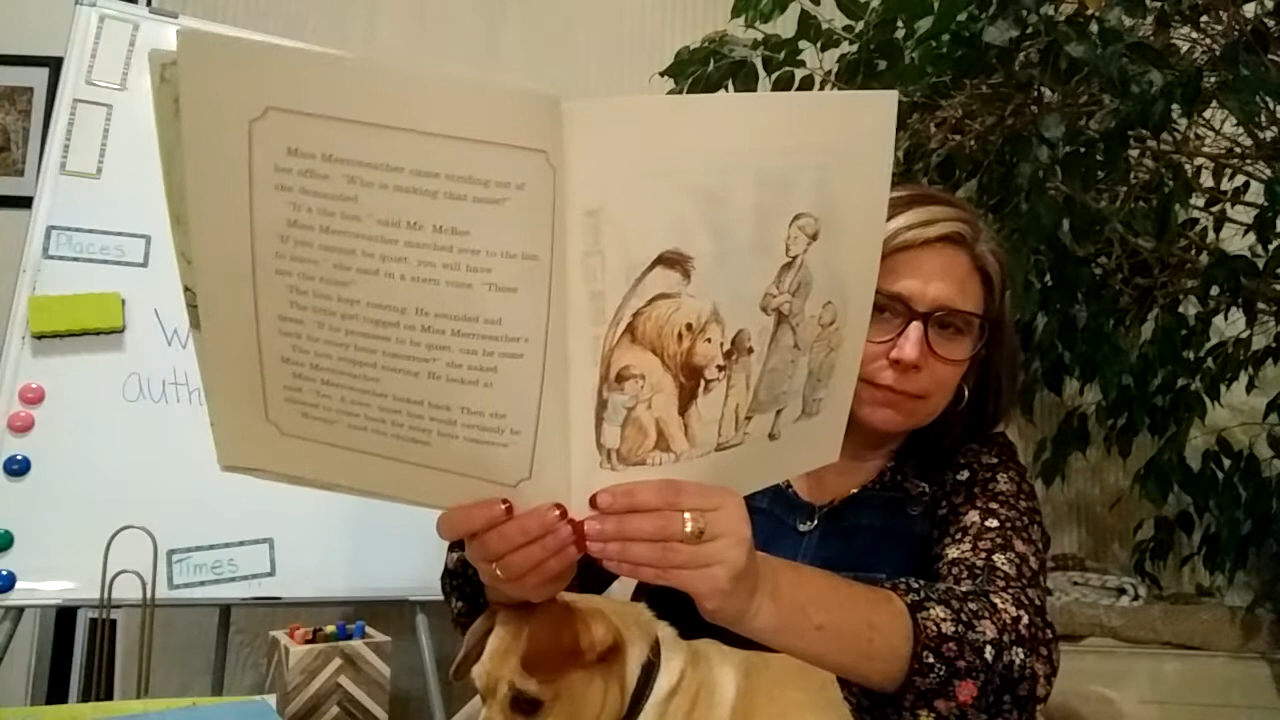 Places
W
auth
Times
Miss Merriweather came striding out of
her office. "Who is making that noise?"
she demanded.
"It's the lion," said Mr. McBee.
Miss Merriweather marched over to the lion.
"If you cannot be quiet, you will have
to leave," she said in a stern voice. "Those
are the rules!"
The lion kept roaring. He sounded sad.
The little girl tugged on Miss Merriweather's
dress. "If he promises to be quiet, can he come
back for story hour tomorrow?" she asked.
The lion stopped roaring. He looked at
Miss Merriweather.
Miss Merriweather looked back. Then she
said, "Yes. A nice, quiet lion would certainly be
allowed to come back for story hour tomorrow."
"Hooray!" said the children.